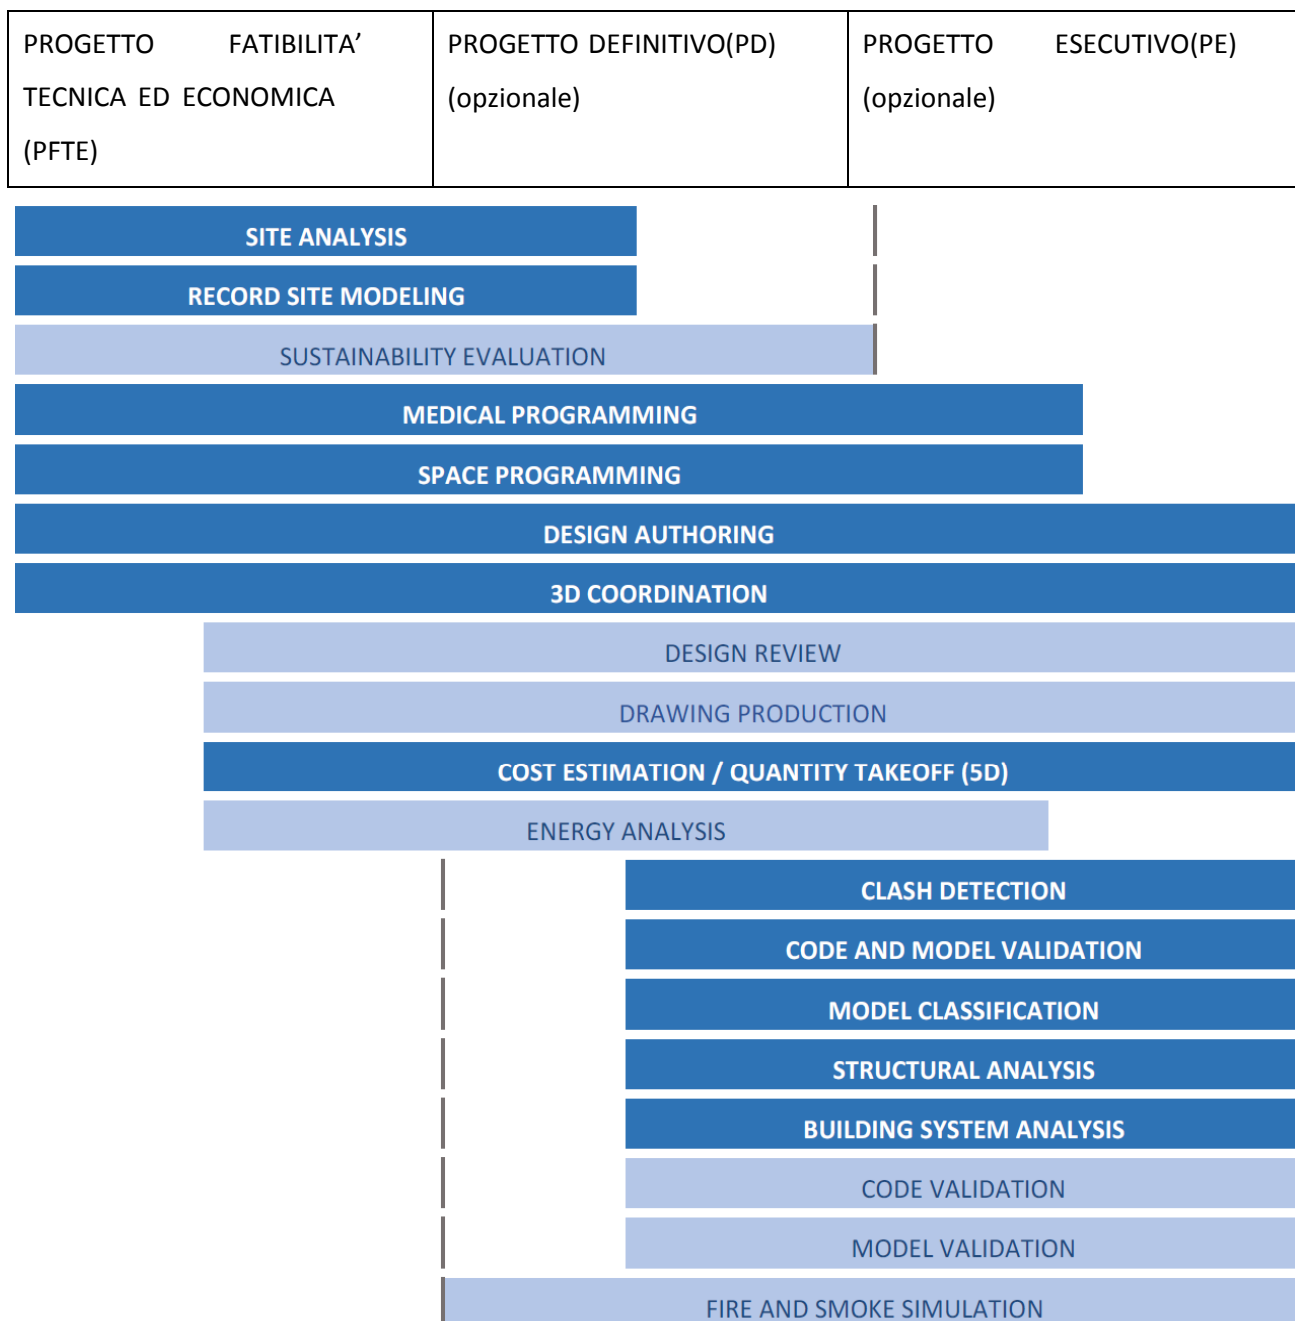 PROGETTO FATIBILITA’
TECNICA ED ECONOMICA
(PFTE)
PROGETTO DEFINITIVO(PD)
(opzionale)
PROGETTO ESECUTIVO(PE)
(opzionale)
SITE ANALYSIS
RECORD SITE MODELING
SUSTAINABILITY EVALUATION
MEDICAL PROGRAMMING
SPACE PROGRAMMING
DESIGN AUTHORING
3D COORDINATION
DESIGN REVIEW
DRAWING PRODUCTION
COST ESTIMATION / QUANTITY TAKEOFF (5D)
ENERGY ANALYSIS
CLASH DETECTION
CODE AND MODEL VALIDATION
MODEL CLASSIFICATION
STRUCTURAL ANALYSIS
BUILDING SYSTEM ANALYSIS
CODE VALIDATION
MODEL VALIDATION
FIRE AND SMOKE SIMULATION